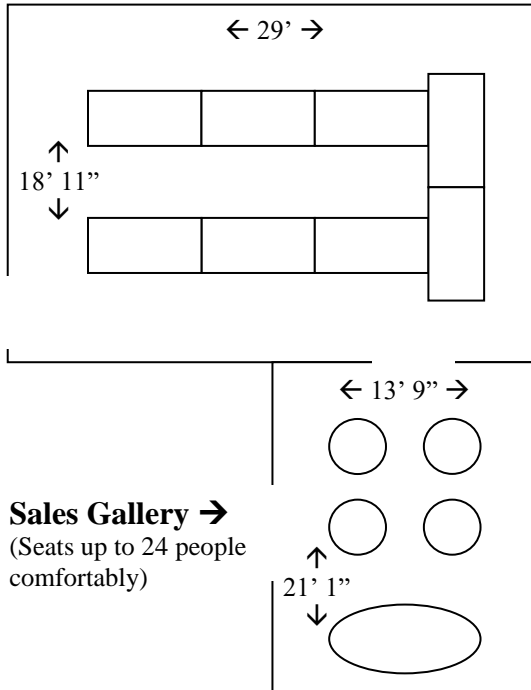 ← 29’ →
18’ 11”
← 13’ 9” →
Sales Gallery →
(Seats up to 24 people
comfortably)
21’ 1”